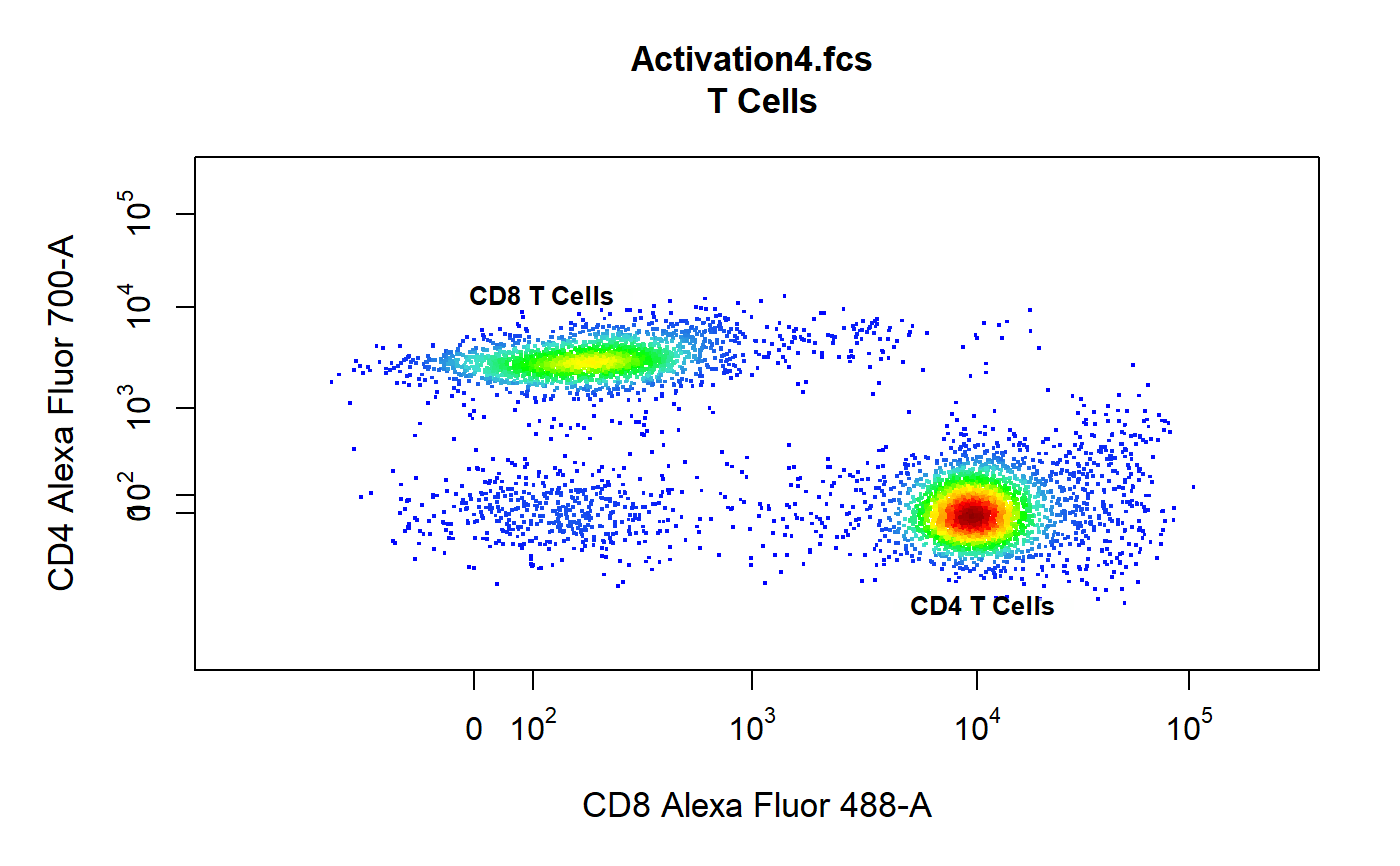 Activation4.fcs
T Cells
CD4 Alexa Fluor 700-A
10^5
10^4
10^3
10^2
0
CD8 T Cells
CD4 T Cells
0 10^2 10^3 10^4 10^5
CD8 Alexa Fluor 488-A